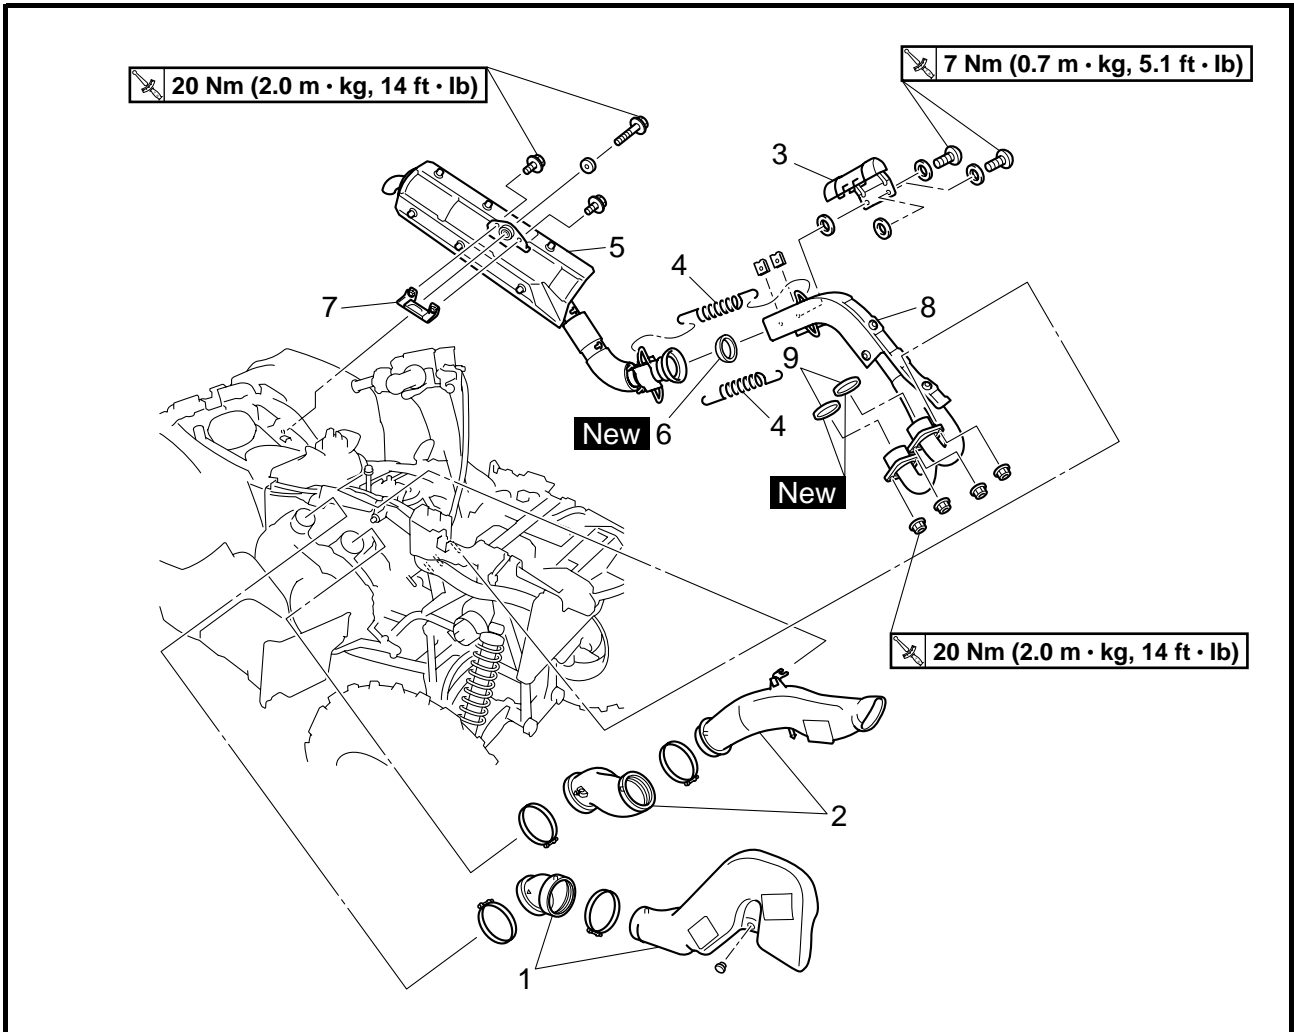 20 Nm (2.0 m · kg, 14 ft · lb)
7 Nm (0.7 m · kg, 5.1 ft · lb)
3
5
4
7
8
9
New 6
4
New
20 Nm (2.0 m · kg, 14 ft · lb)
2
1